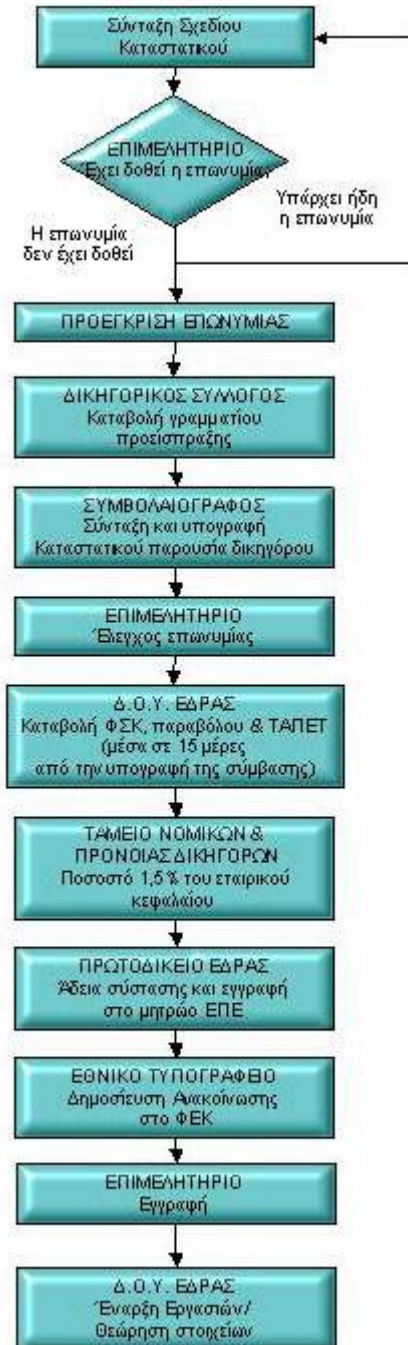 Σύνταξη Σχεδίου
Καταστατικού
ΕΠΙΜΕΛΗΤΗΡΙΟ
Έχει δοθεί η επωνυμία;
Υπάρχει ήδη
η επωνυμία
Η επωνυμία
δεν έχει δοθεί
ΠΡΟΕΓΚΡΙΣΗ ΕΠΩΝΥΜΙΑΣ
ΔΙΚΗΓΟΡΙΚΟΣ ΣΥΛΛΟΓΟΣ
Καταβολή γραμματίου
προείσπραξης
ΣΥΜΒΟΛΑΙΟΓΡΑΦΟΣ
Σύνταξη και υπογραφή
Καταστατικού παρουσία δικηγόρου
ΕΠΙΜΕΛΗΤΗΡΙΟ
Έλεγχος επωνυμίας
Δ.Ο.Υ. ΕΔΡΑΣ
Καταβολή ΦΣΚ, παραβόλου & ΤΑΠΕΤ
(μέσα σε 15 μέρες
από την υπογραφή της σύμβασης)
ΤΑΜΕΙΟ ΝΟΜΙΚΩΝ &
ΠΡΟΝΟΙΑΣ ΔΙΚΗΓΟΡΩΝ
Ποσοστό 1,5% του εταιρικού
κεφαλαίου
ΠΡΩΤΟΔΙΚΕΙΟ ΕΔΡΑΣ
Άδεια σύστασης και εγγραφή
στο μητρώο ΕΠΕ
ΕΘΝΙΚΟ ΤΥΠΟΓΡΑΦΕΙΟ
Δημοσίευση Ανακοίνωσης
στο ΦΕΚ
ΕΠΙΜΕΛΗΤΗΡΙΟ
Εγγραφή
Δ.Ο.Υ. ΕΔΡΑΣ
Έναρξη Εργασιών/
Θεώρηση στοιχείων